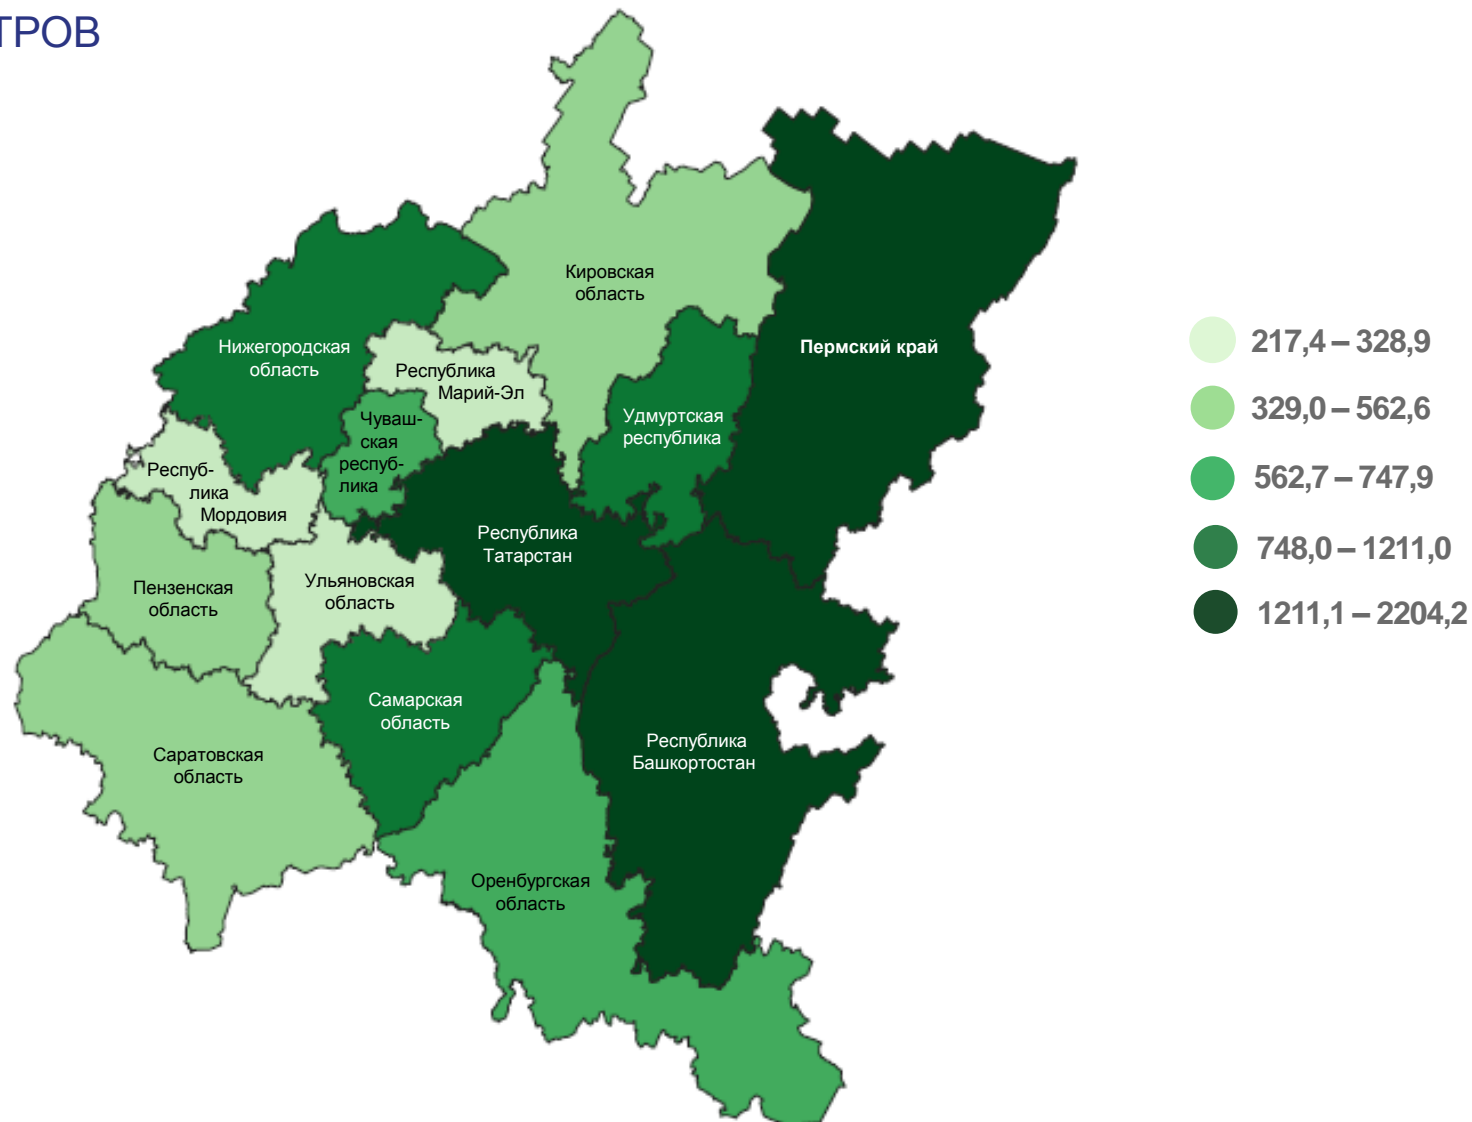 ТРОВ
Кировская
область
Нижегородская
область
Пермский край
Республика
Марий-Эл
Чуваш-
ская
респуб-
лика
Удмуртская
республика
Респуб-
лика
Мордовия
Республика
Татарстан
Пензенская
область
Ульяновская
область
Самарская
область
Саратовская
область
Республика
Башкортостан
Оренбургская
область
217,4 – 328,9
329,0 – 562,6
562,7 – 747,9
748,0 – 1211,0
1211,1 – 2204,2